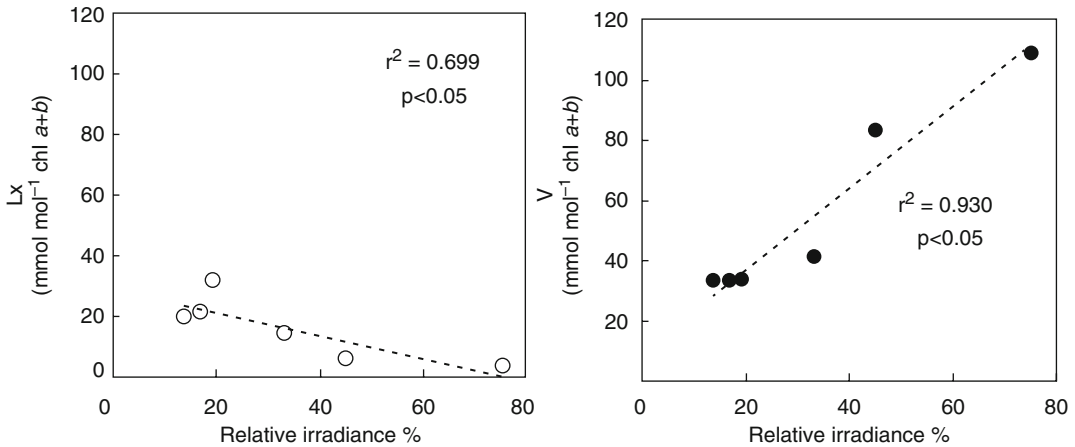 120
100
80
60
40
20
0
Lx
(mmol mol⁻¹ chl a+b)
r² = 0.699
p<0.05
0 20 40 60 80
Relative irradiance %
120
100
80
60
40
20
V
(mmol mol⁻¹ chl a+b)
r² = 0.930
p<0.05
0 20 40 60 80
Relative irradiance %